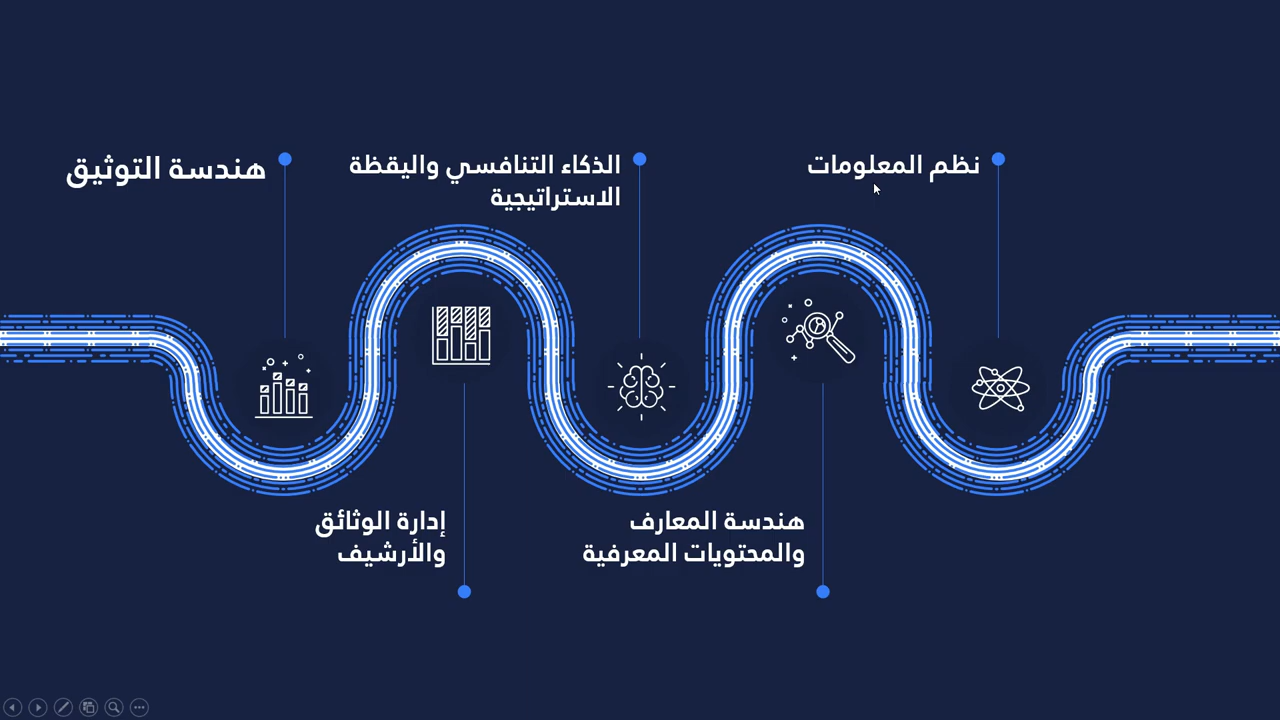 نظم المعلومات
الذكاء التنافسي واليقظة
الاستراتيجية
هندسة التوثيق
هندسة المعارف
والمحتويات المعرفية
إدارة الوثائق
والأرشيف